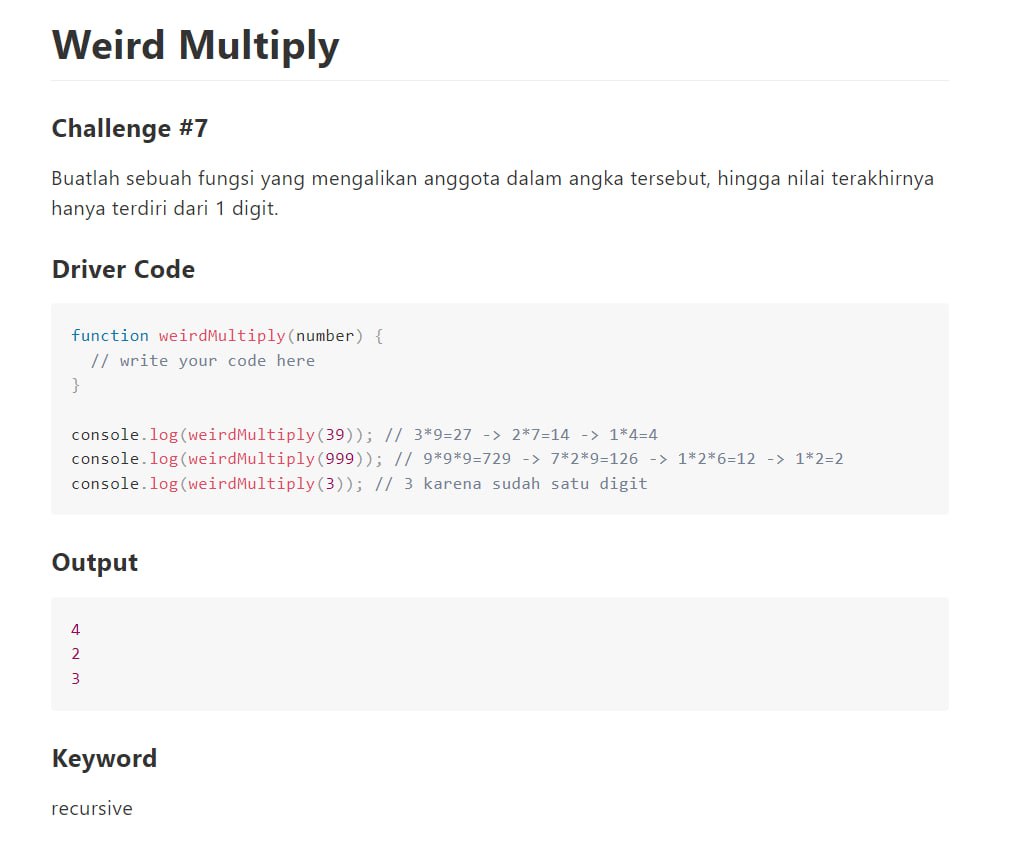 Weird Multiply
Challenge #7
Buatlah sebuah fungsi yang mengalikan anggota dalam angka tersebut, hingga nilai terakhirnya
hanya terdiri dari 1 digit.
Driver Code
function weirdMultiply(number) {
  // write your code here
}
console.log(weirdMultiply(39)); // 3*9=27 -> 2*7=14 -> 1*4=4
console.log(weirdMultiply(999)); // 9*9*9=729 -> 7*2*9=126 -> 1*2*6=12 -> 1*2=2
console.log(weirdMultiply(3)); // 3 karena sudah satu digit
Output
4
2
3
Keyword
recursive